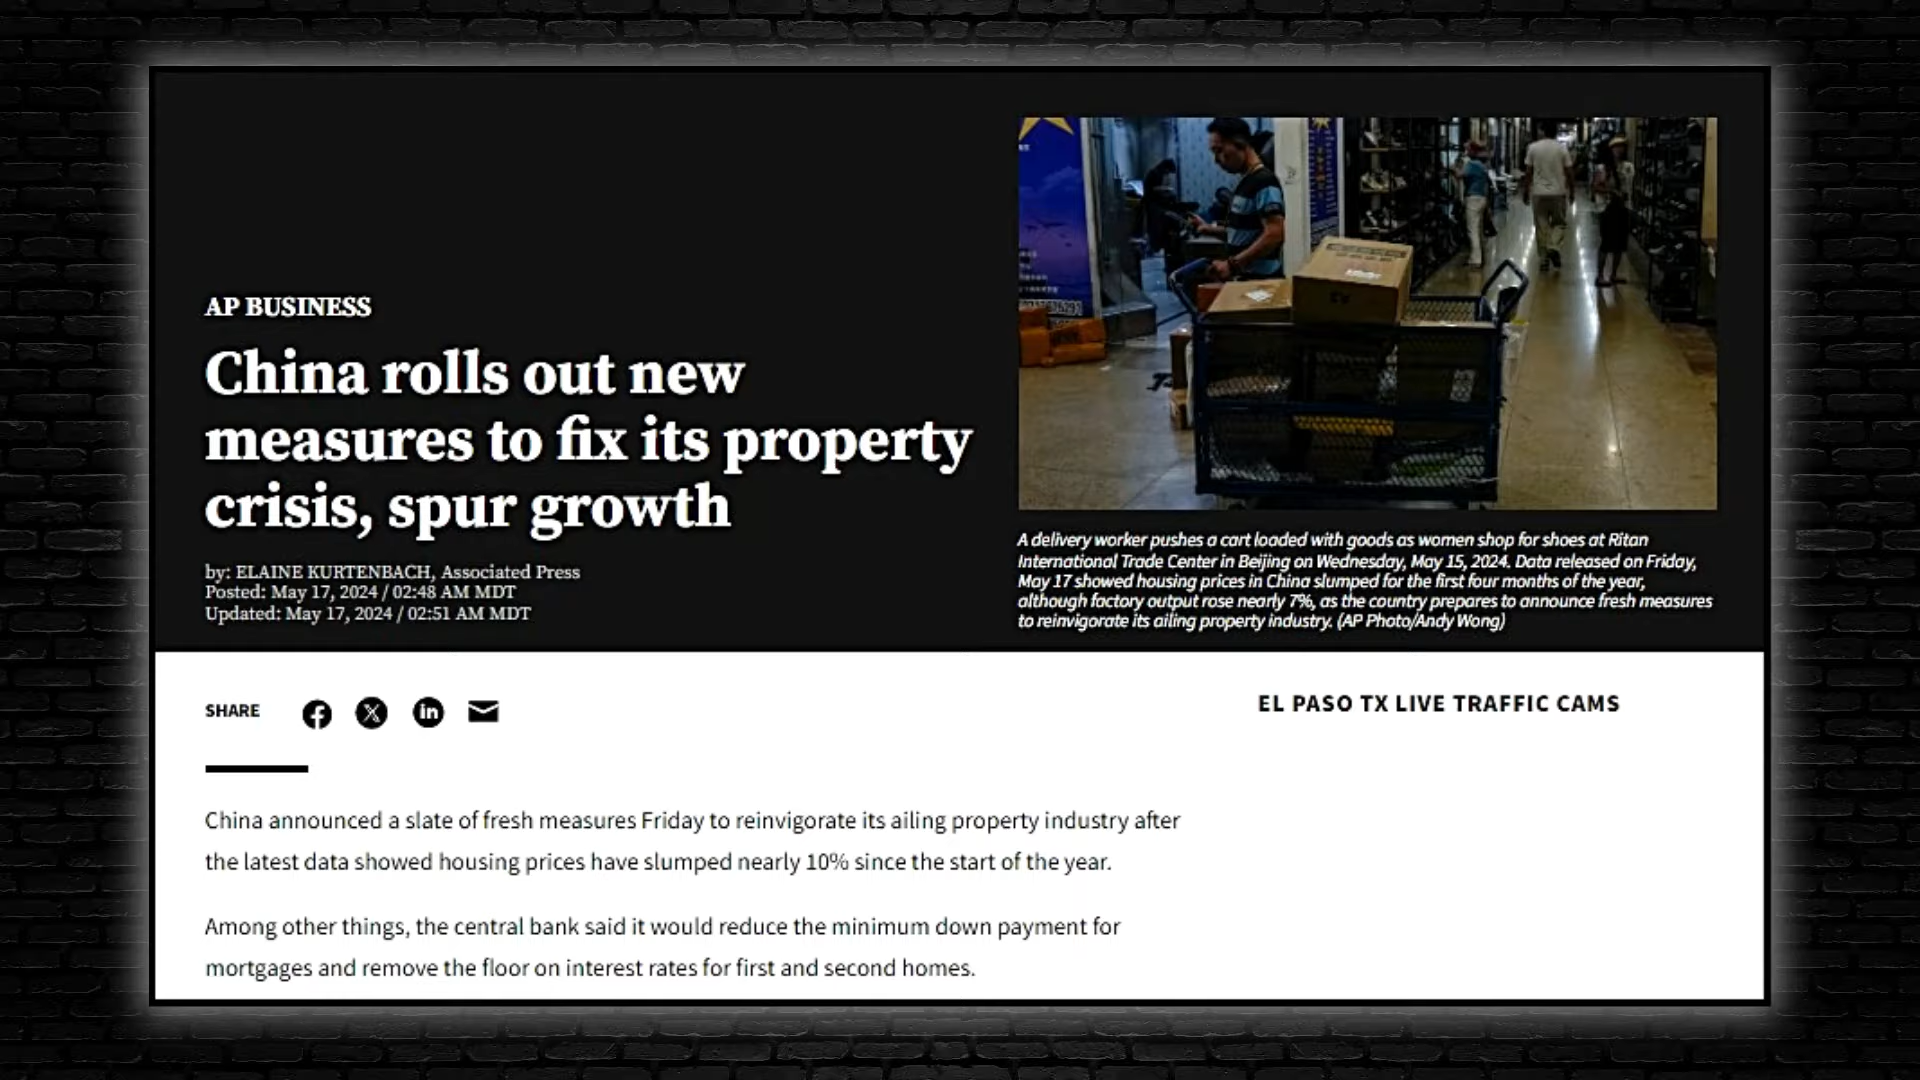 AP BUSINESS
China rolls out new
measures to fix its property
crisis, spur growth
by: ELAINE KURTENBACH, Associated Press
Posted: May 17, 2024 / 02:48 AM MDT
Updated: May 17, 2024 / 02:51 AM MDT
A delivery worker pushes a cart loaded with goods as women shop for shoes at Ritan
International Trade Center in Beijing on Wednesday, May 15, 2024. Data released on Friday,
May 17 showed housing prices in China slumped for the first four months of the year,
although factory output rose nearly 7%, as the country prepares to announce fresh measures
to reinvigorate its ailing property industry. (AP Photo/Andy Wong)
SHARE
EL PASO TX LIVE TRAFFIC CAMS
China announced a slate of fresh measures Friday to reinvigorate its ailing property industry after
the latest data showed housing prices have slumped nearly 10% since the start of the year.
Among other things, the central bank said it would reduce the minimum down payment for
mortgages and remove the floor on interest rates for first and second homes.